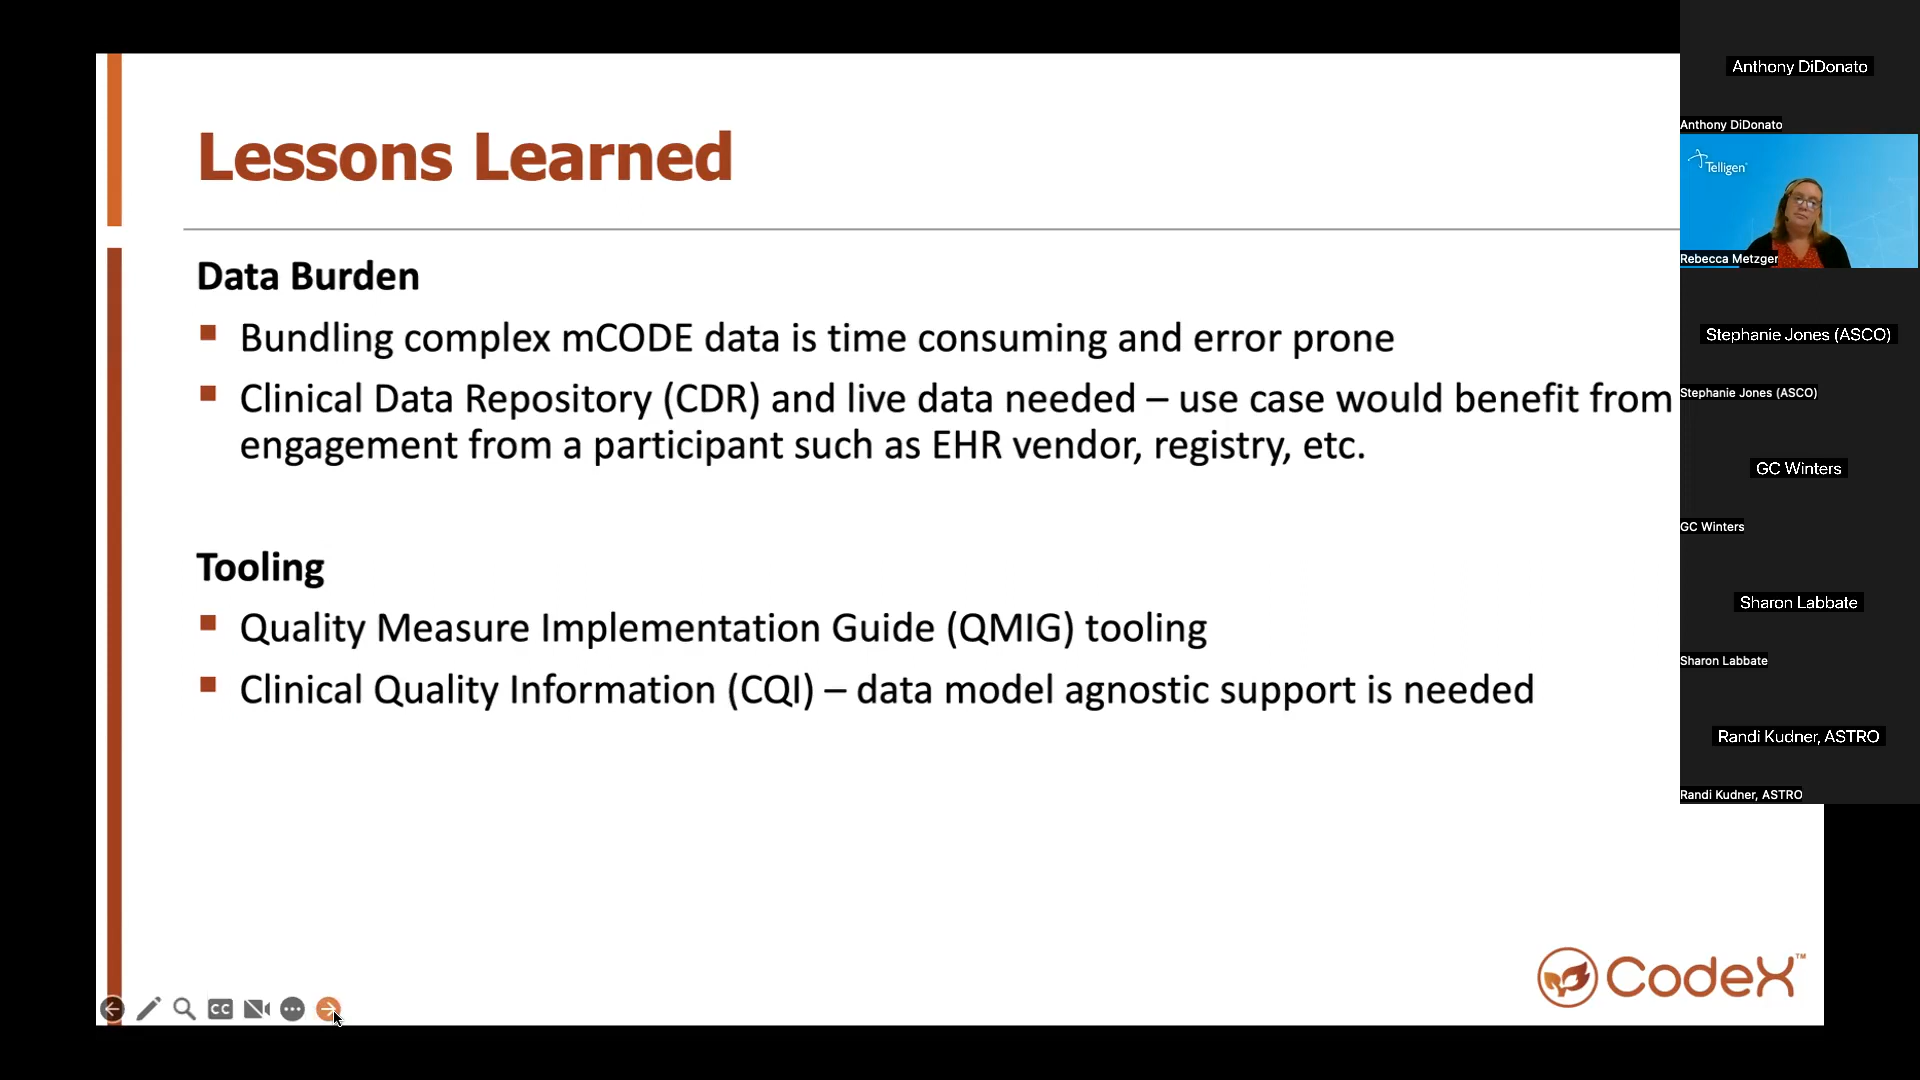 Lessons Learned
Data Burden
Bundling complex mCODE data is time consuming and error prone
Clinical Data Repository (CDR) and live data needed – use case would benefit from
engagement from a participant such as EHR vendor, registry, etc.
Tooling
Quality Measure Implementation Guide (QMIG) tooling
Clinical Quality Information (CQI) – data model agnostic support is needed
CodeX™
CC
Anthony DiDonato
Anthony DiDonato
Telligen
Rebecca Metzger
Stephanie Jones (ASCO)
Stephanie Jones (ASCO)
GC Winters
GC Winters
Sharon Labbate
Sharon Labbate
Randi Kudner, ASTRO
Randi Kudner, ASTRO